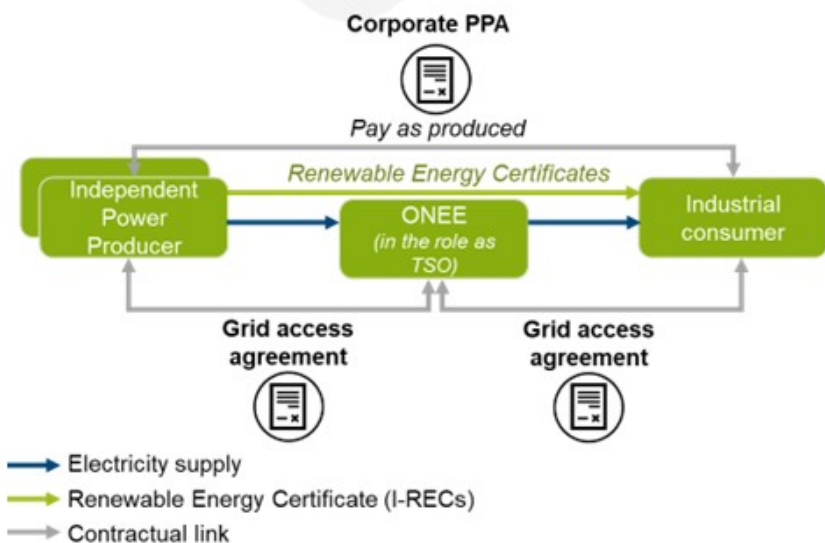 Corporate PPA
Pay as produced
Renewable Energy Certificates
Independent
Power
Producer
ONEE
(in the role as
TSO)
Industrial
consumer
Grid access
agreement
Grid access
agreement
Electricity supply
Renewable Energy Certificate (I-RECs)
Contractual link